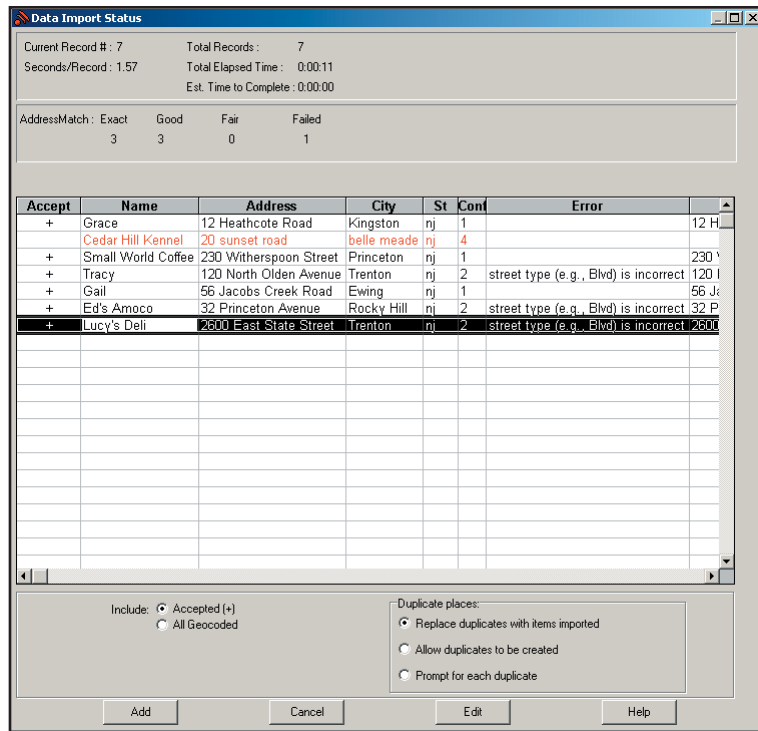 Data Import Status
Current Record # : 7 Total Records : 7
Seconds/Record : 1.57 Total Elapsed Time : 0:00:11
Est. Time to Complete : 0:00:00
AddressMatch : Exact Good Fair Failed
3 3 0 1
Accept Name Address City St Conf Error
+ Grace 12 Heathcote Road Kingston nj 1 12 H
Cedar Hill Kennel 20 sunset road belle meade nj 4
+ Small World Coffee 230 Witherspoon Street Princeton nj 1 230
+ Tracy 120 North Olden Avenue Trenton nj 2 street type (e.g., Blvd) is incorrect 120
+ Gail 56 Jacobs Creek Road Ewing nj 1 56 Ja
+ Ed's Amoco 32 Princeton Avenue Rocky Hill nj 2 street type (e.g., Blvd) is incorrect 32 P
+ Lucy's Deli 2600 East State Street Trenton nj 2 street type (e.g., Blvd) is incorrect 2600
Include: Accepted (+)
All Geocoded
Duplicate places:
Replace duplicates with items imported
Allow duplicates to be created
Prompt for each duplicate
Add Cancel Edit Help